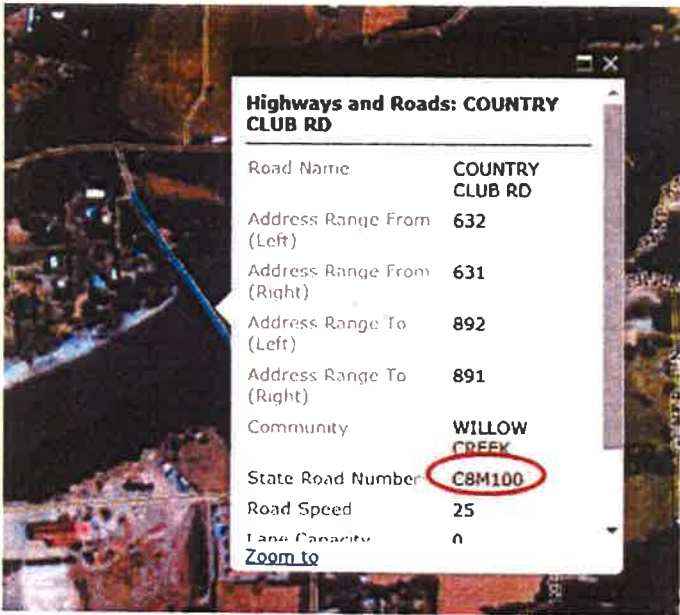 Highways and Roads: COUNTRY
CLUB RD
Road Name COUNTRY
CLUB RD
Address Range From 632
(Left)
Address Range From 631
(Right)
Address Range To 892
(Left)
Address Range To 891
(Right)
Community WILLOW
CREEK
State Road Number C8M100
Road Speed 25
Lane Capacity 0
Zoom to